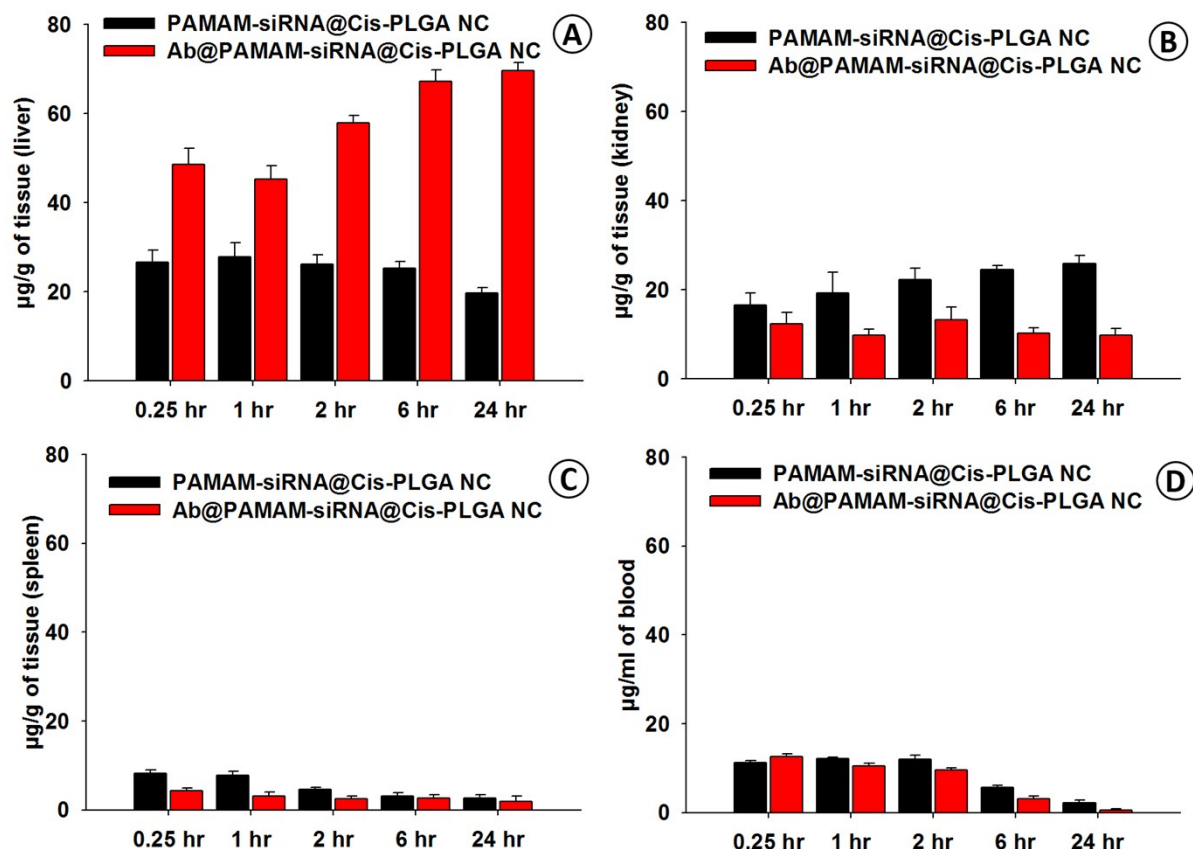 A
PAMAM-siRNA@Cis-PLGA NC
Ab@PAMAM-siRNA@Cis-PLGA NC
µg/g of tissue (liver)
80
60
40
20
0
0.25 hr 1 hr 2 hr 6 hr 24 hr
B
PAMAM-siRNA@Cis-PLGA NC
Ab@PAMAM-siRNA@Cis-PLGA NC
µg/g of tissue (kidney)
80
60
40
20
0
0.25 hr 1 hr 2 hr 6 hr 24 hr
C
PAMAM-siRNA@Cis-PLGA NC
Ab@PAMAM-siRNA@Cis-PLGA NC
µg/g of tissue (spleen)
80
60
40
20
0
0.25 hr 1 hr 2 hr 6 hr 24 hr
D
PAMAM-siRNA@Cis-PLGA NC
Ab@PAMAM-siRNA@Cis-PLGA NC
µg/ml of blood
80
60
40
20
0
0.25 hr 1 hr 2 hr 6 hr 24 hr